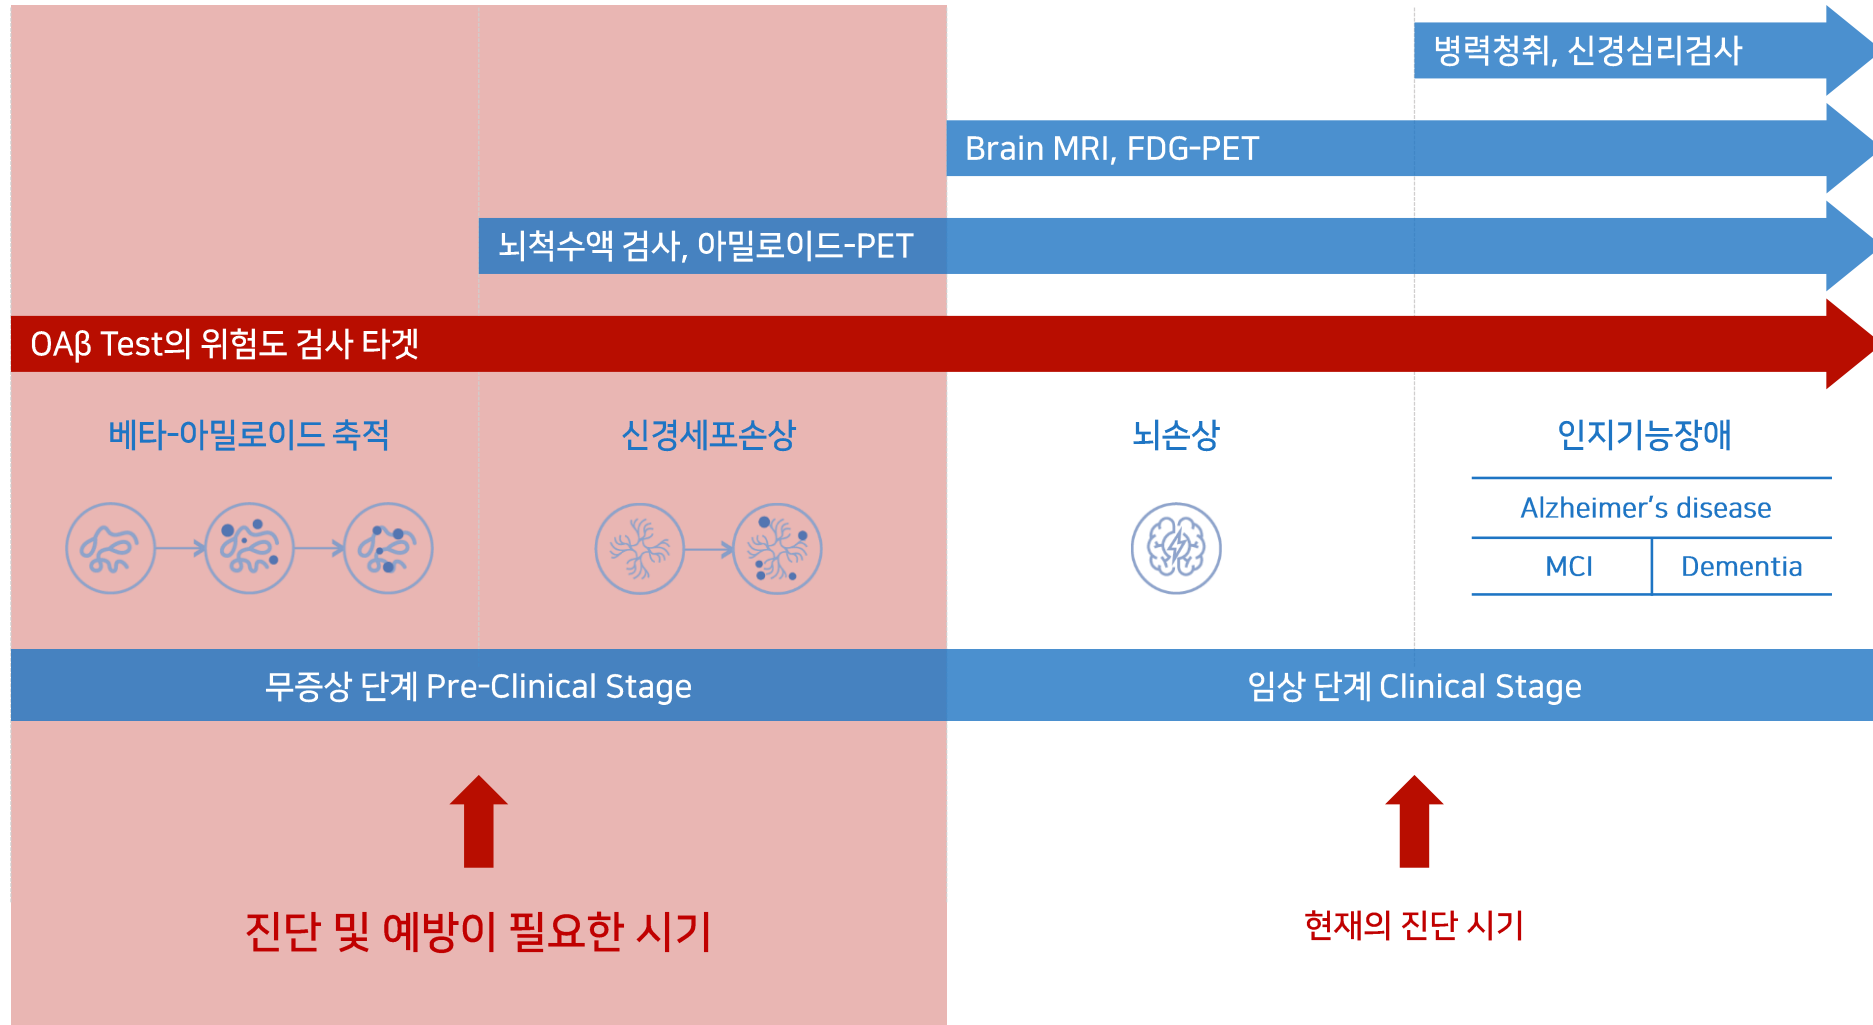 병력청취, 신경심리검사
Brain MRI, FDG-PET
뇌척수액 검사, 아밀로이드-PET
OAβ Test의 위험도 검사 타겟
베타-아밀로이드 축적
신경세포손상
뇌손상
인지기능장애
Alzheimer's disease
MCI
Dementia
무증상 단계 Pre-Clinical Stage
임상 단계 Clinical Stage
진단 및 예방이 필요한 시기
현재의 진단 시기